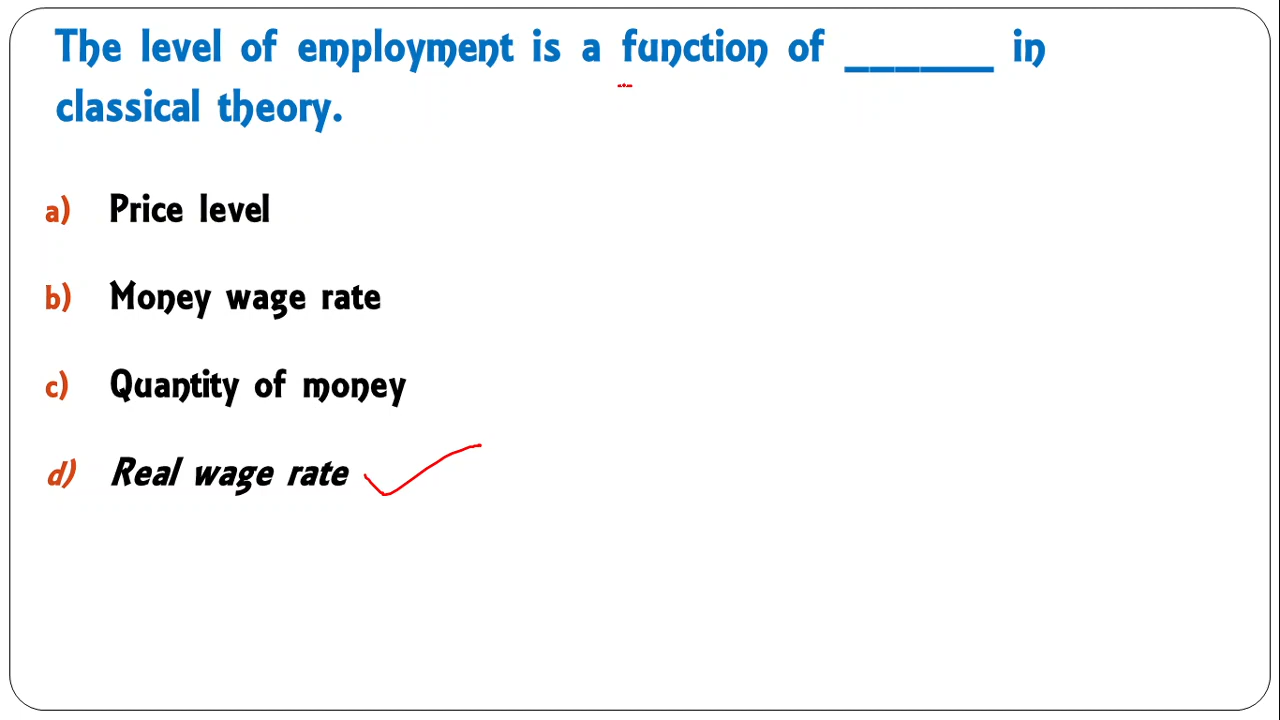 The level of employment is a function of ______ in
classical theory.
a) Price level
b) Money wage rate
c) Quantity of money
d) Real wage rate